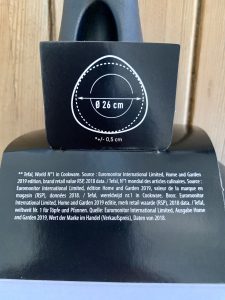 Ø 26 cm
*+/- 0,5 cm
** Tefal, World N°1 in Cookware. Source : Euromonitor International Limited, Home and Garden
2019 edition, brand retail value RSP, 2018 data. / Tefal, N°1 mondial des articles culinaires. Source :
Euromonitor International Limited, édition Home and Garden 2019, valeur de la marque en
magasin (RSP), données 2018. / Tefal, wereldwijd no1 in Cookware. Bron: Euromonitor
International Limited, Home and Garden 2019 editie, merk retail waarde (RSP), 2018 data. / Tefal,
weltweit Nr. 1 für Töpfe und Pfannen. Quelle: Euromonitor International Limited, Ausgabe Home
and Garden 2019. Wert der Marke im Handel (Verkaufspreis), Daten von 2018.